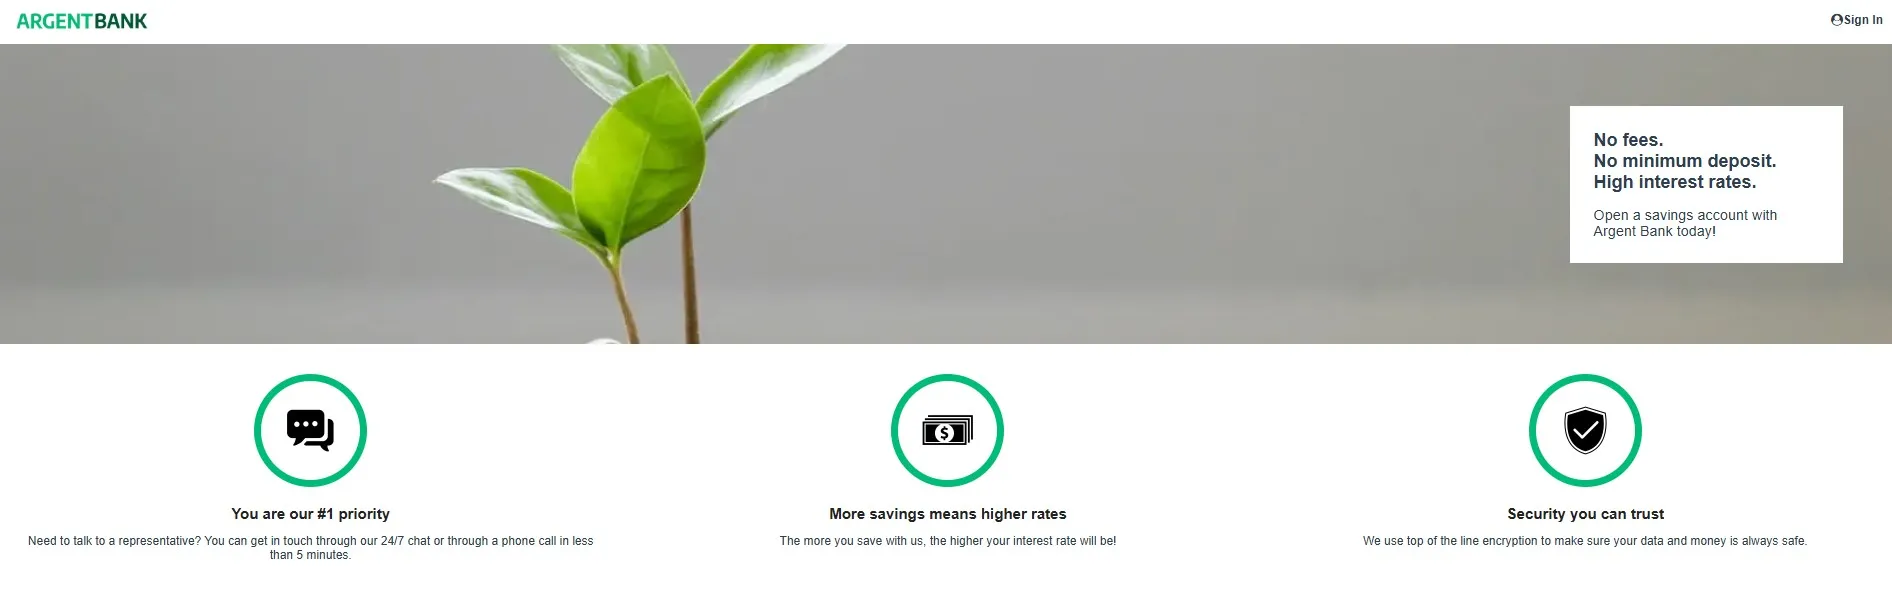 ARGENTBANK
Sign In
No fees.
No minimum deposit.
High interest rates.
Open a savings account with
Argent Bank today!
$
You are our #1 priority
Need to talk to a representative? You can get in touch through our 24/7 chat or through a phone call in less
than 5 minutes.
More savings means higher rates
The more you save with us, the higher your interest rate will be!
Security you can trust
We use top of the line encryption to make sure your data and money is always safe.